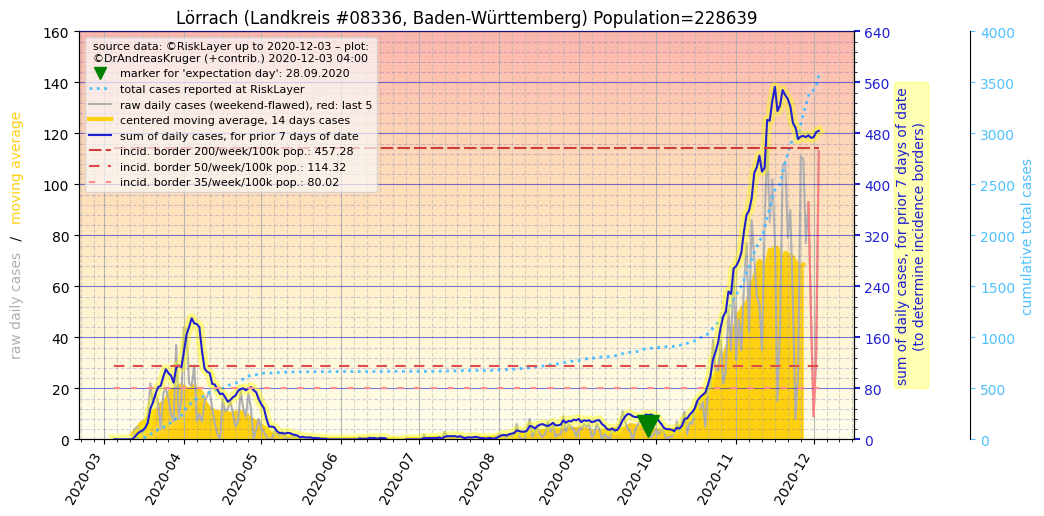 Lörrach (Landkreis #08336, Baden-Württemberg) Population=228639
source data: ©RiskLayer up to 2020-12-03 – plot:
©DrAndreasKruger (+contrib.) 2020-12-03 04:00
marker for 'expectation day': 28.09.2020
total cases reported at RiskLayer
raw daily cases (weekend-flawed), red: last 5
centered moving average, 14 days cases
sum of daily cases, for prior 7 days of date
incid. border 200/week/100k pop.: 457.28
incid. border 50/week/100k pop.: 114.32
incid. border 35/week/100k pop.: 80.02
raw daily cases / moving average
160
140
120
100
80
60
40
20
0
640
560
480
400
320
240
160
80
0
sum of daily cases, for prior 7 days of date
(to determine incidence borders)
4000
3500
3000
2500
2000
1500
1000
500
0
cumulative total cases
2020-03
2020-04
2020-05
2020-06
2020-07
2020-08
2020-09
2020-10
2020-11
2020-12